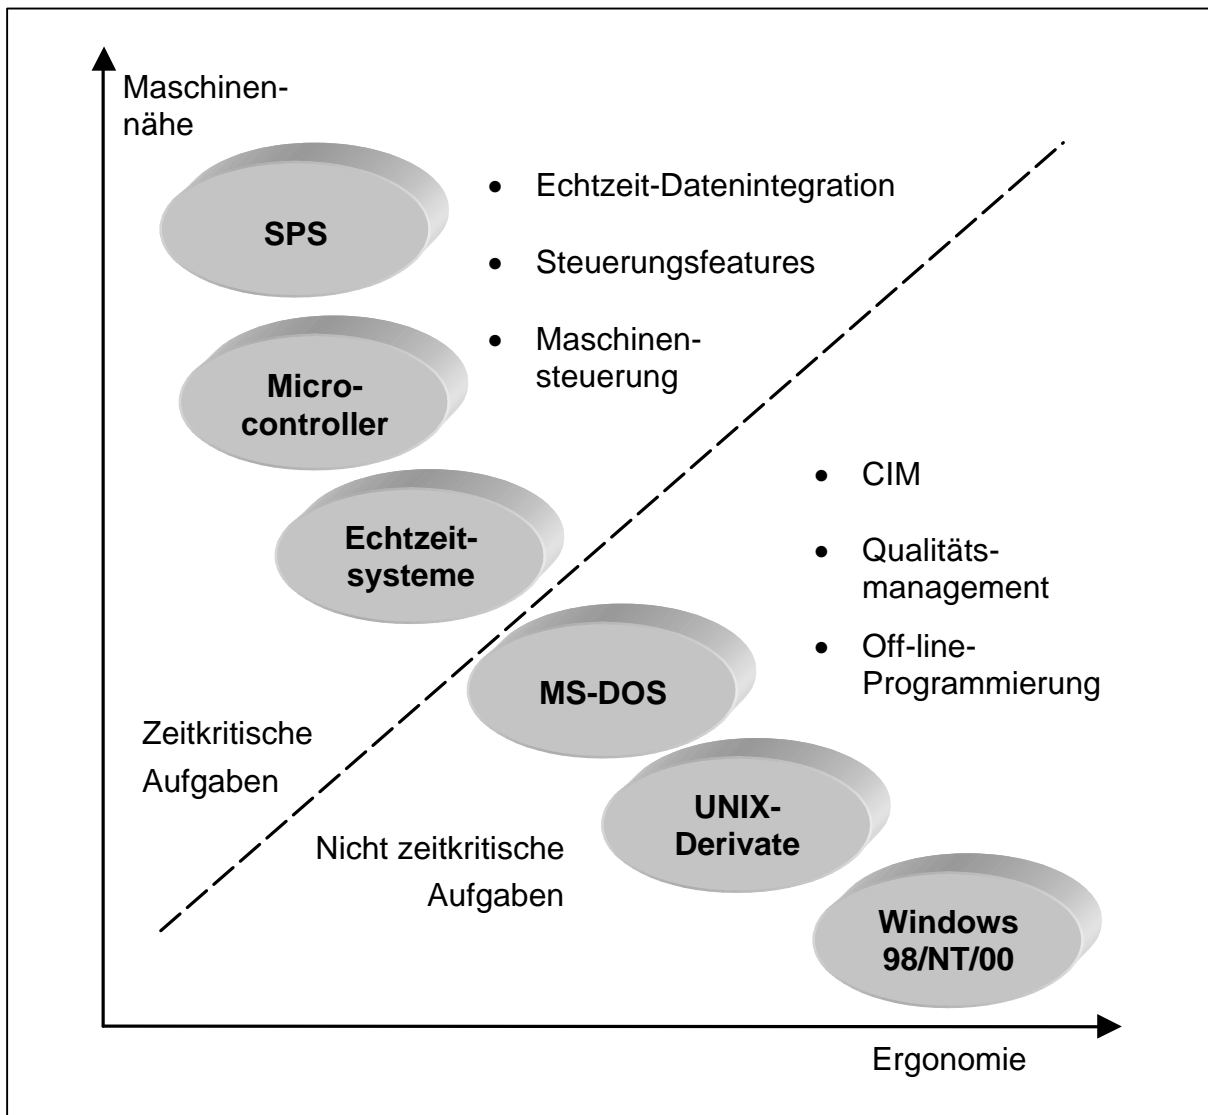 Maschinen-
nähe
SPS
• Echtzeit-Datenintegration
• Steuerungsfeatures
• Maschinen-
steuerung
Micro-
controller
Echtzeit-
systeme
• CIM
• Qualitäts-
management
• Off-line-
Programmierung
MS-DOS
Zeitkritische
Aufgaben
UNIX-
Derivate
Nicht zeitkritische
Aufgaben
Windows
98/NT/00
Ergonomie